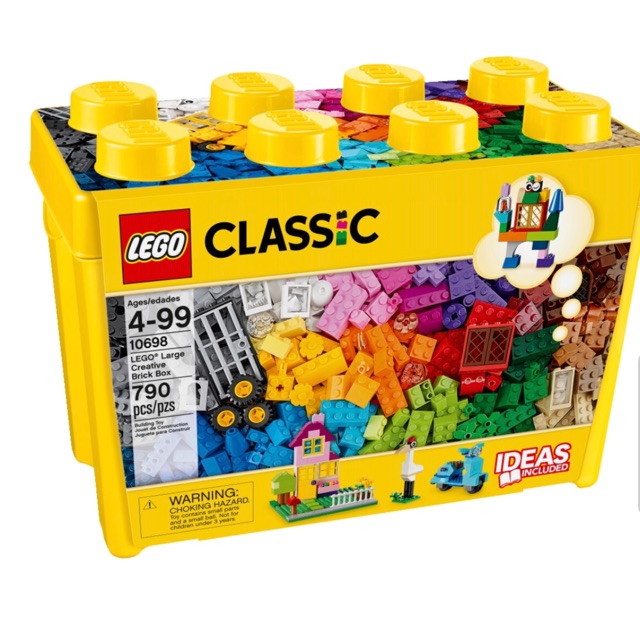 LEGO CLASSIC
Ages/edades
4-99
10698
LEGO® Large
Creative
Brick Box
790
pcs/pzs
Building Toy
Jouet de Construction
Juguete para Construir
IDEAS
INCLUDED
WARNING:
CHOKING HAZARD.
Toy contains small parts
and a small ball. Not for
children under 3 years.